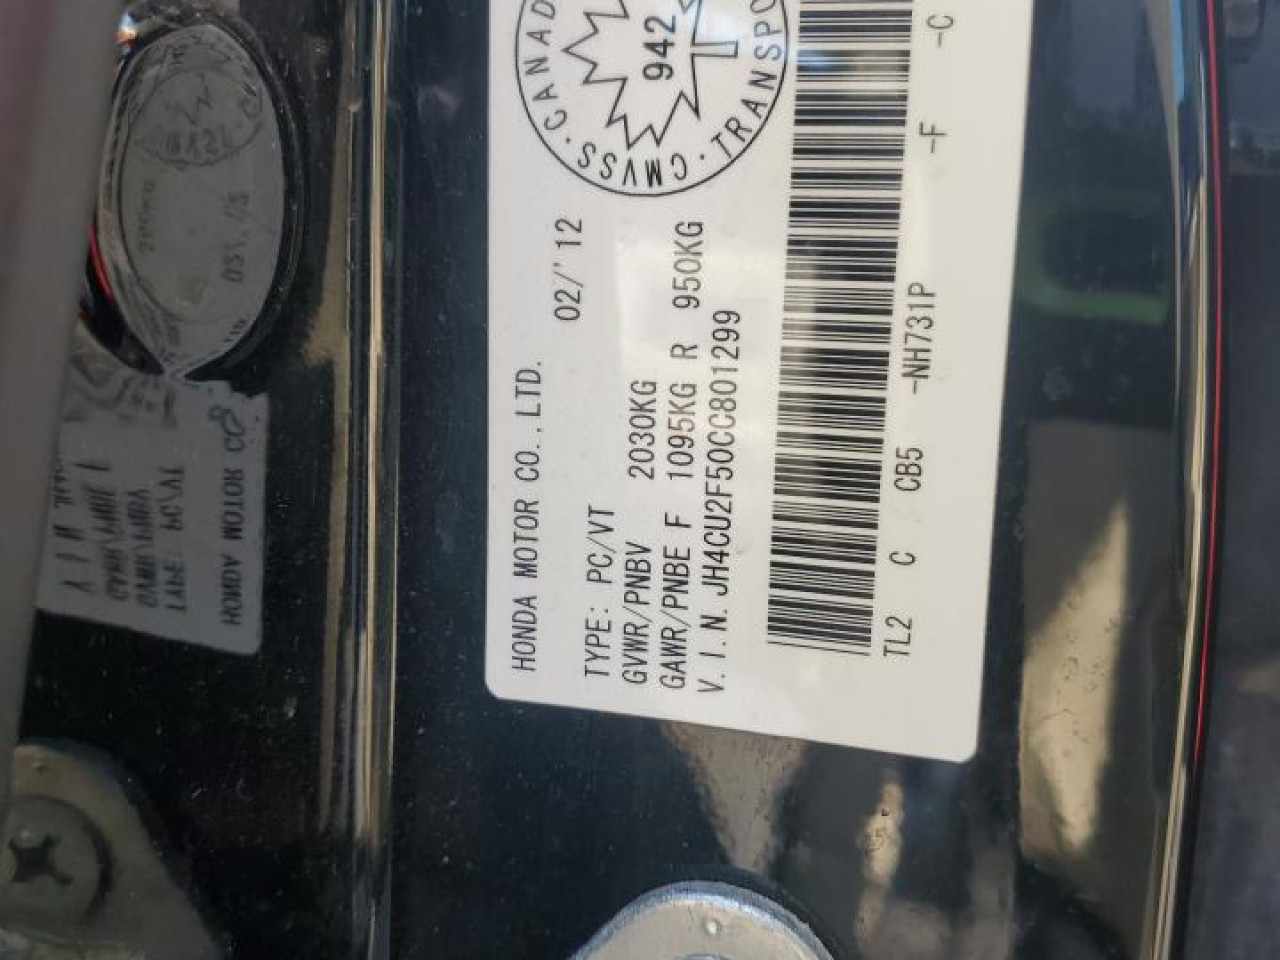 HONDA MOTOR CO.,LTD.
02/'12
TYPE: PC/VT
GVWR/PNBV 2030KG
GAWR/PNBE F 1095KG R 950KG
V.I.N. JH4CU2F50CC801299
CANAD
942
CMVSS · TRANSPO
TL2 C CB5 -NH731P -F -C
HONDA MOTOR CO